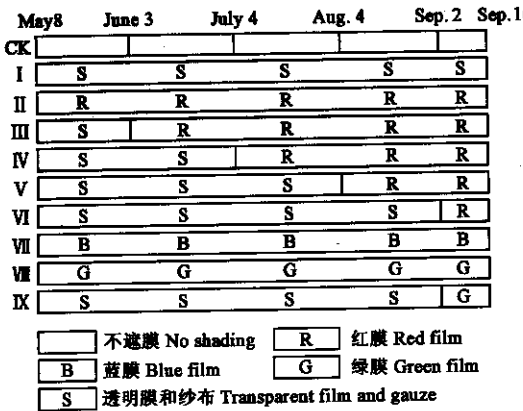 May8 June 3 July 4 Aug. 4 Sep. 2 Sep. 1
CK
I S S S S S
II R R R R R
III S R R R R
IV S S R R R
V S S S R R
VI S S S S R
VII B B B B B
VIII G G G G G
IX S S S S G
不遮膜 No shading R 红膜 Red film
B 蓝膜 Blue film G 绿膜 Green film
S 透明膜和纱布 Transparent film and gauze